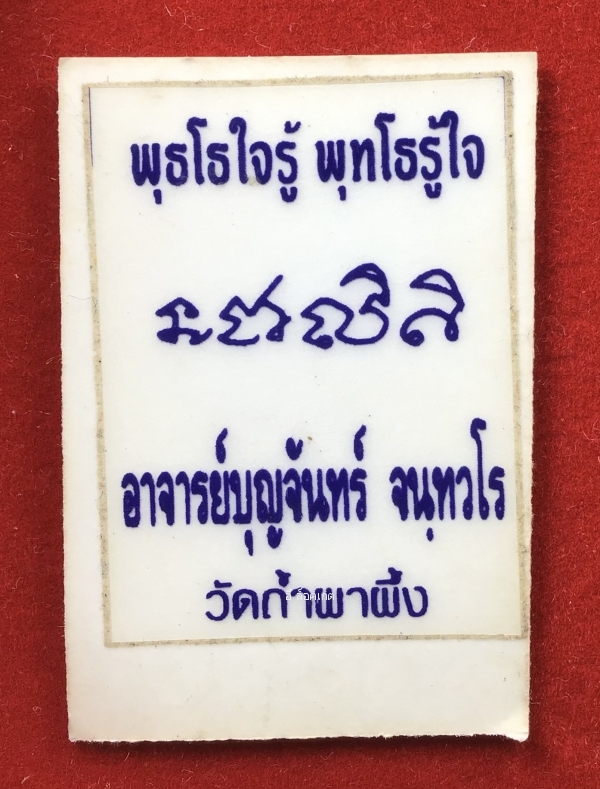 พุธโธใจรู้ พุทโธรู้ใจ
อาจารย์บุญจันทร์ จนฺทวโร
วัดถ้ำผาผึ้ง